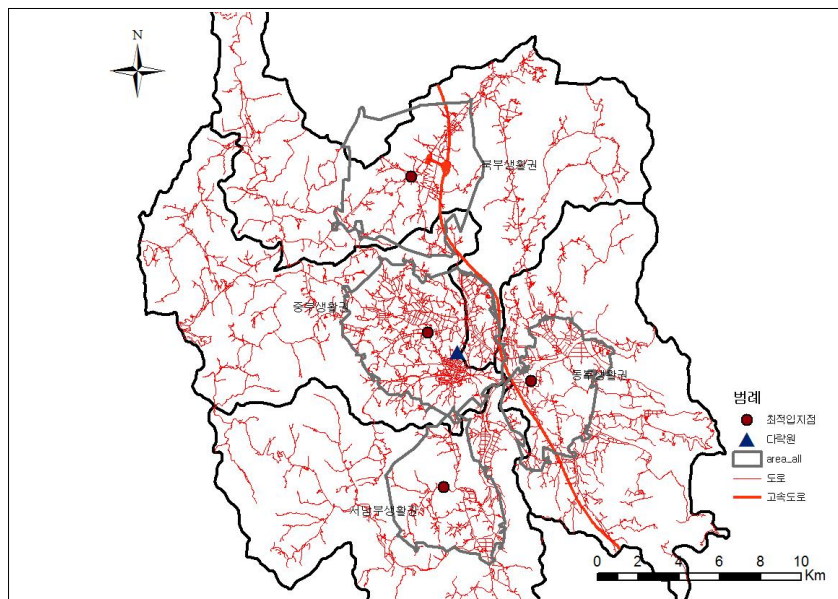 N
북부생활권
중부생활권
동부생활권
서남부생활권
범례
최적입지점
다락원
area_all
도로
고속도로
0 2 4 6 8 10
Km